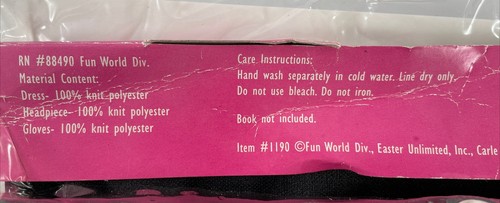 RN #88490 Fun World Div.
Material Content:
Dress- 100% knit polyester
Headpiece- 100% knit polyester
Gloves- 100% knit polyester
Care Instructions:
Hand wash separately in cold water. Line dry only.
Do not use bleach. Do not iron.
Book not included.
Item #1190 ©Fun World Div., Easter Unlimited, Inc., Carle